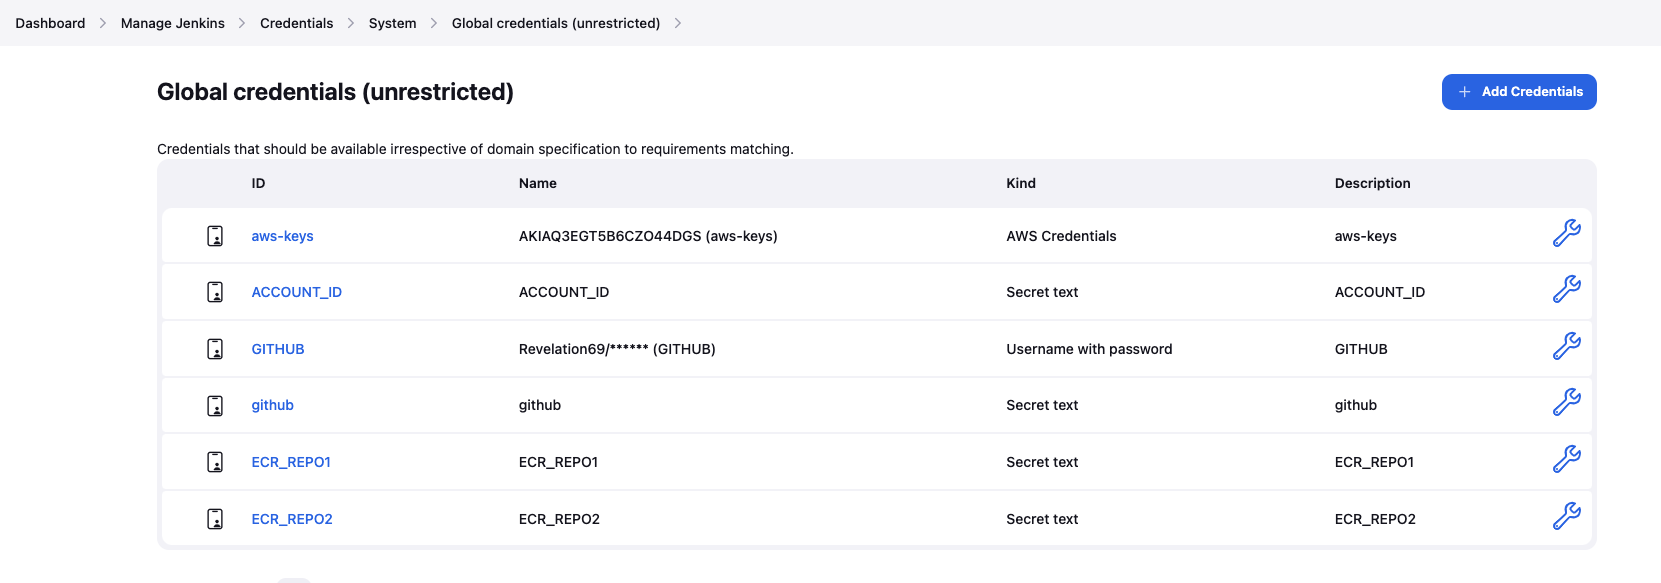 Dashboard > Manage Jenkins > Credentials > System > Global credentials (unrestricted) >
Global credentials (unrestricted)
+ Add Credentials
Credentials that should be available irrespective of domain specification to requirements matching.
ID Name Kind Description
aws-keys AKIAQ3EGT5B6CZO44DGS (aws-keys) AWS Credentials aws-keys
ACCOUNT_ID ACCOUNT_ID Secret text ACCOUNT_ID
GITHUB Revelation69/****** (GITHUB) Username with password GITHUB
github github Secret text github
ECR_REPO1 ECR_REPO1 Secret text ECR_REPO1
ECR_REPO2 ECR_REPO2 Secret text ECR_REPO2